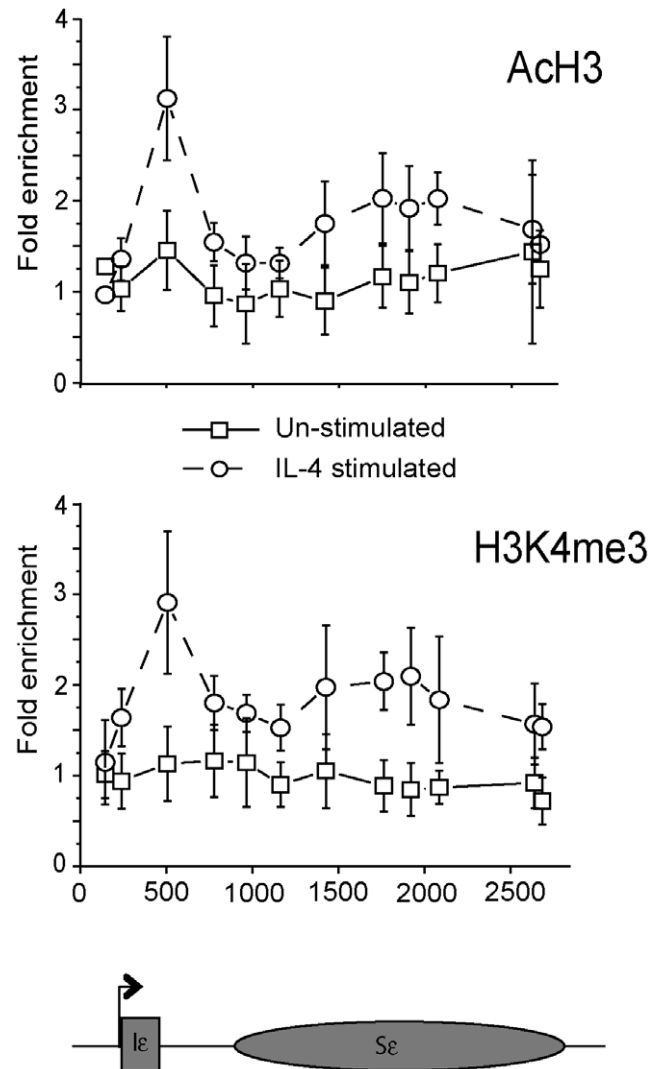 4
AcH3
3
2
1
0
Fold enrichment
Un-stimulated
IL-4 stimulated
4
H3K4me3
3
2
1
0
Fold enrichment
0 500 1000 1500 2000 2500
Iε Sε